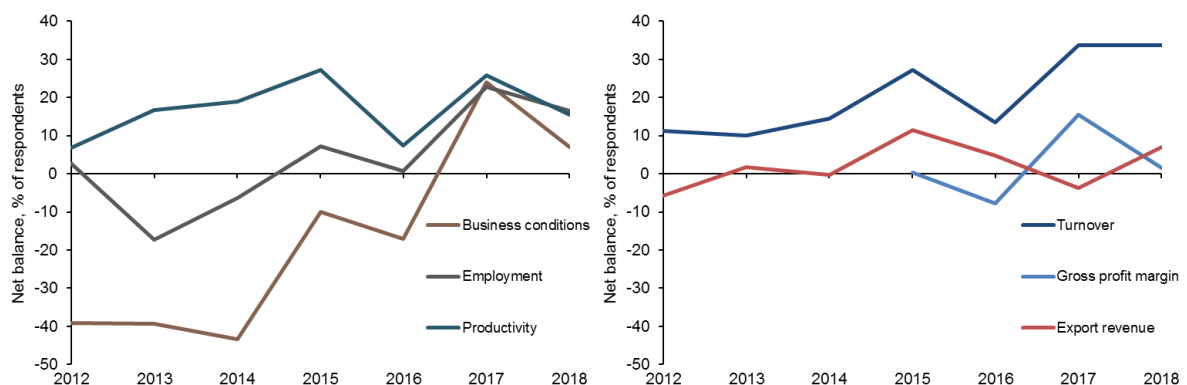 40
30
20
10
0
-10
-20
-30
-40
-50
Net balance, % of respondents
2012 2013 2014 2015 2016 2017 2018
Business conditions
Employment
Productivity
40
30
20
10
0
-10
-20
-30
-40
-50
Net balance, % of respondents
2012 2013 2014 2015 2016 2017 2018
Turnover
Gross profit margin
Export revenue